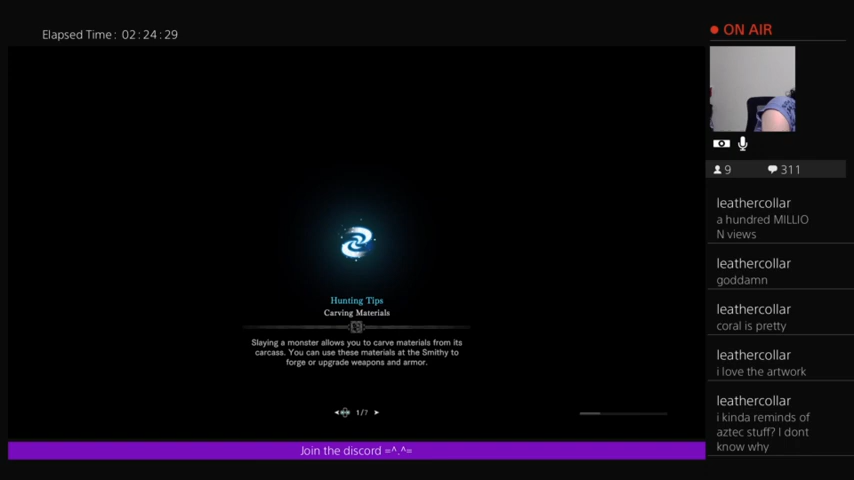 Elapsed Time: 02:24:29
ON AIR
9
311
leathercollar
a hundred MILLIO
N views
leathercollar
goddamn
leathercollar
coral is pretty
leathercollar
i love the artwork
leathercollar
i kinda reminds of
aztec stuff? I dont
know why
Hunting Tips
Carving Materials
Slaying a monster allows you to carve materials from its
carcass. You can use these materials at the Smithy to
forge or upgrade weapons and armor.
1/7
Join the discord =^.^=